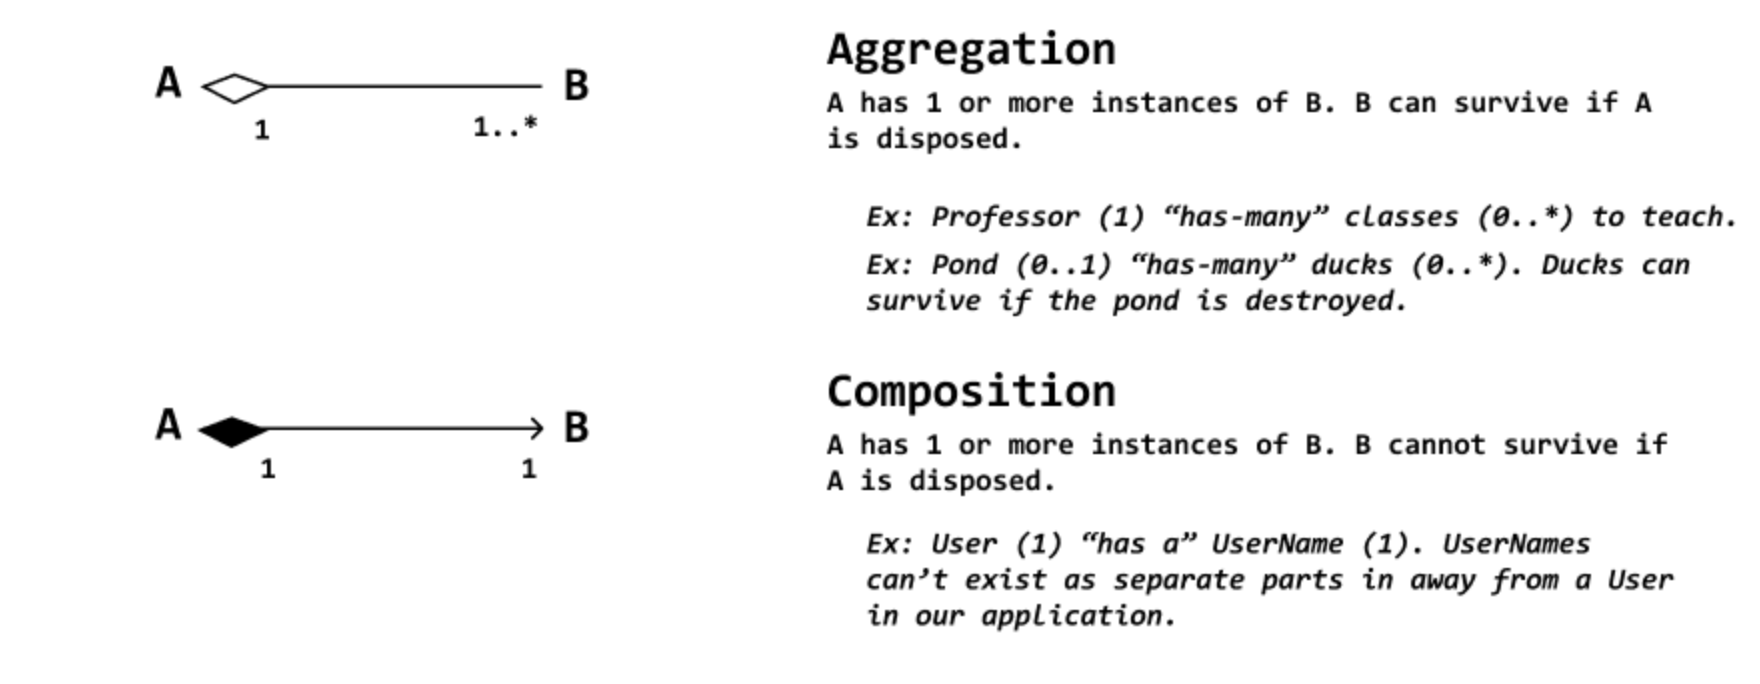 Aggregation
A B
1 1..*
A has 1 or more instances of B. B can survive if A
is disposed.
Ex: Professor (1) “has-many” classes (0..*) to teach.
Ex: Pond (0..1) “has-many” ducks (0..*). Ducks can
survive if the pond is destroyed.
Composition
A B
1 1
A has 1 or more instances of B. B cannot survive if
A is disposed.
Ex: User (1) “has a” UserName (1). UserNames
can’t exist as separate parts in away from a User
in our application.